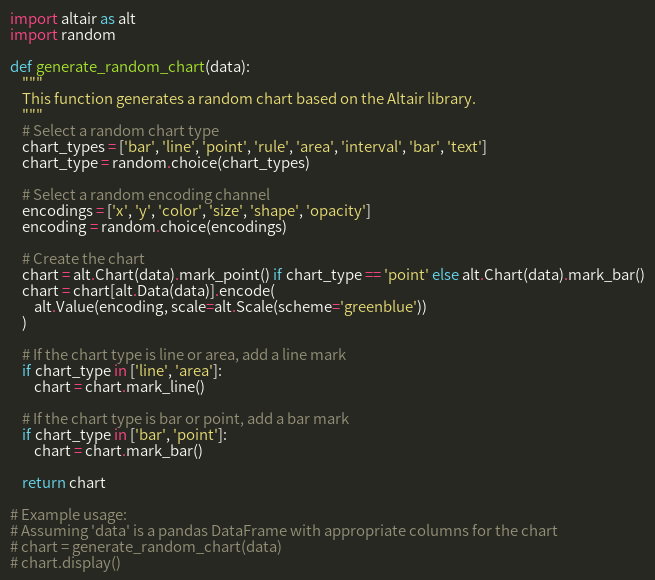 import altair as alt
import random

def generate_random_chart(data):
    """
    This function generates a random chart based on the Altair library.
    """
    # Select a random chart type
    chart_types = ['bar', 'line', 'point', 'rule', 'area', 'interval', 'bar', 'text']
    chart_type = random.choice(chart_types)

    # Select a random encoding channel
    encodings = ['x', 'y', 'color', 'size', 'shape', 'opacity']
    encoding = random.choice(encodings)

    # Create the chart
    chart = alt.Chart(data).mark_point() if chart_type == 'point' else alt.Chart(data).mark_bar()
    chart = chart[alt.Data(data)].encode(
        alt.Value(encoding, scale=alt.Scale(scheme='greenblue'))
    )

    # If the chart type is line or area, add a line mark
    if chart_type in ['line', 'area']:
        chart = chart.mark_line()

    # If the chart type is bar or point, add a bar mark
    if chart_type in ['bar', 'point']:
        chart = chart.mark_bar()

    return chart

# Example usage:
# Assuming 'data' is a pandas DataFrame with appropriate columns for the chart
# chart = generate_random_chart(data)
# chart.display()